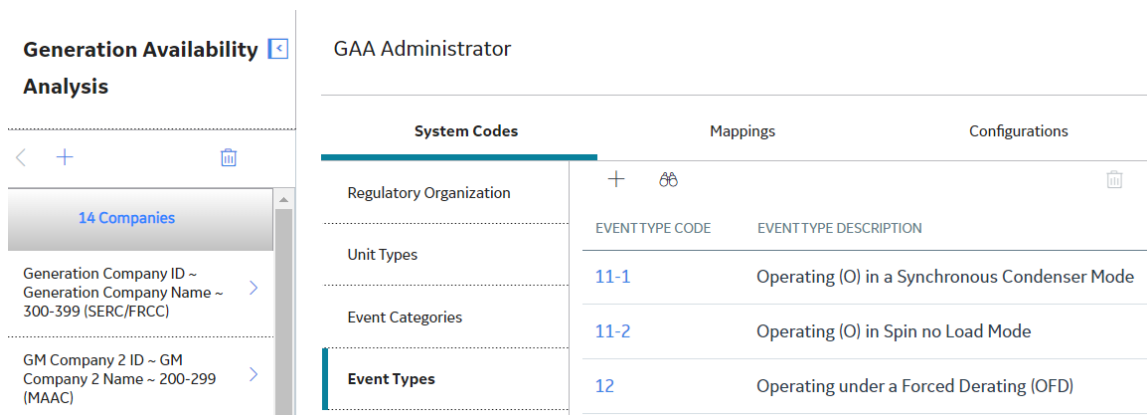 Generation Availability
Analysis
14 Companies
Generation Company ID ~
Generation Company Name ~
300-399 (SERC/FRCC)
GM Company 2 ID ~ GM
Company 2 Name ~ 200-299
(MAAC)
GAA Administrator
System Codes Mappings Configurations
Regulatory Organization
Unit Types
Event Categories
Event Types
EVENT TYPE CODE EVENT TYPE DESCRIPTION
11-1 Operating (O) in a Synchronous Condenser Mode
11-2 Operating (O) in Spin no Load Mode
12 Operating under a Forced Derating (OFD)